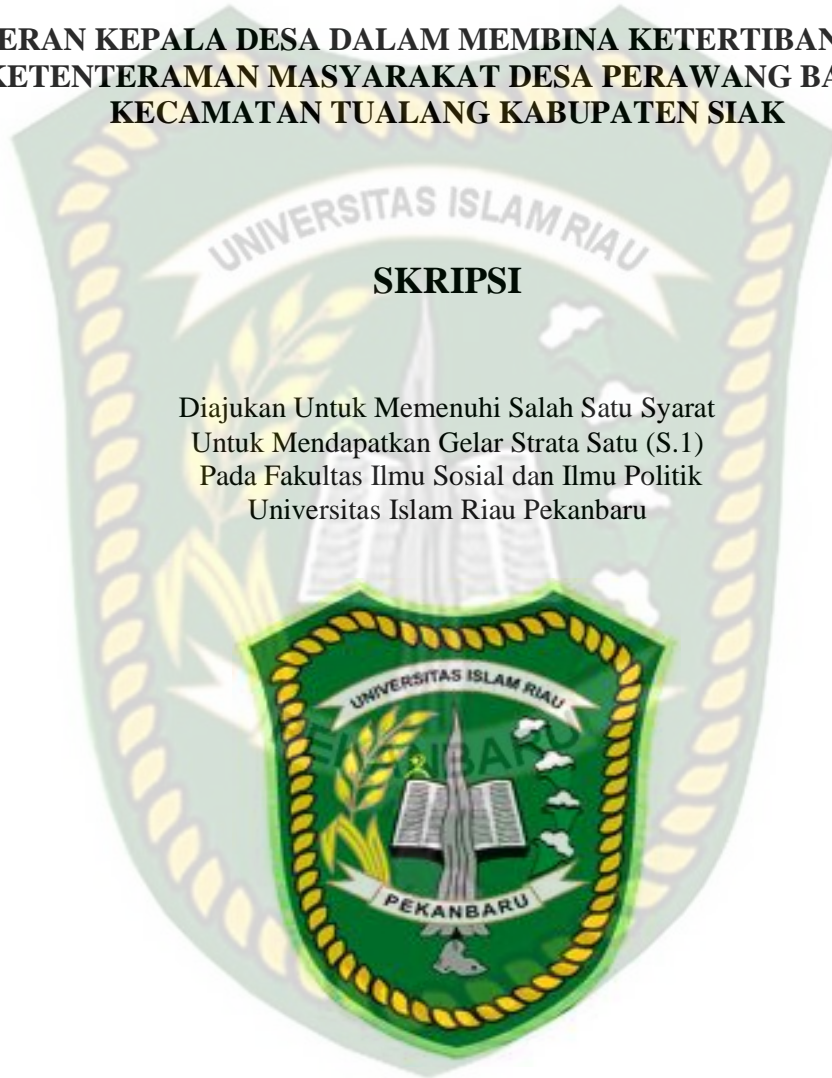 ERAN KEPALA DESA DALAM MEMBINA KETERTIBAN
KETENTERAMAN MASYARAKAT DESA PERAWANG BA
KECAMATAN TUALANG KABUPATEN SIAK
UNIVERSITAS ISLAM RIAU
SKRIPSI
Diajukan Untuk Memenuhi Salah Satu Syarat
Untuk Mendapatkan Gelar Strata Satu (S.1)
Pada Fakultas Ilmu Sosial dan Ilmu Politik
Universitas Islam Riau Pekanbaru
UNIVERSITAS ISLAM RIAU
PEKANBARU
PEKANBARU